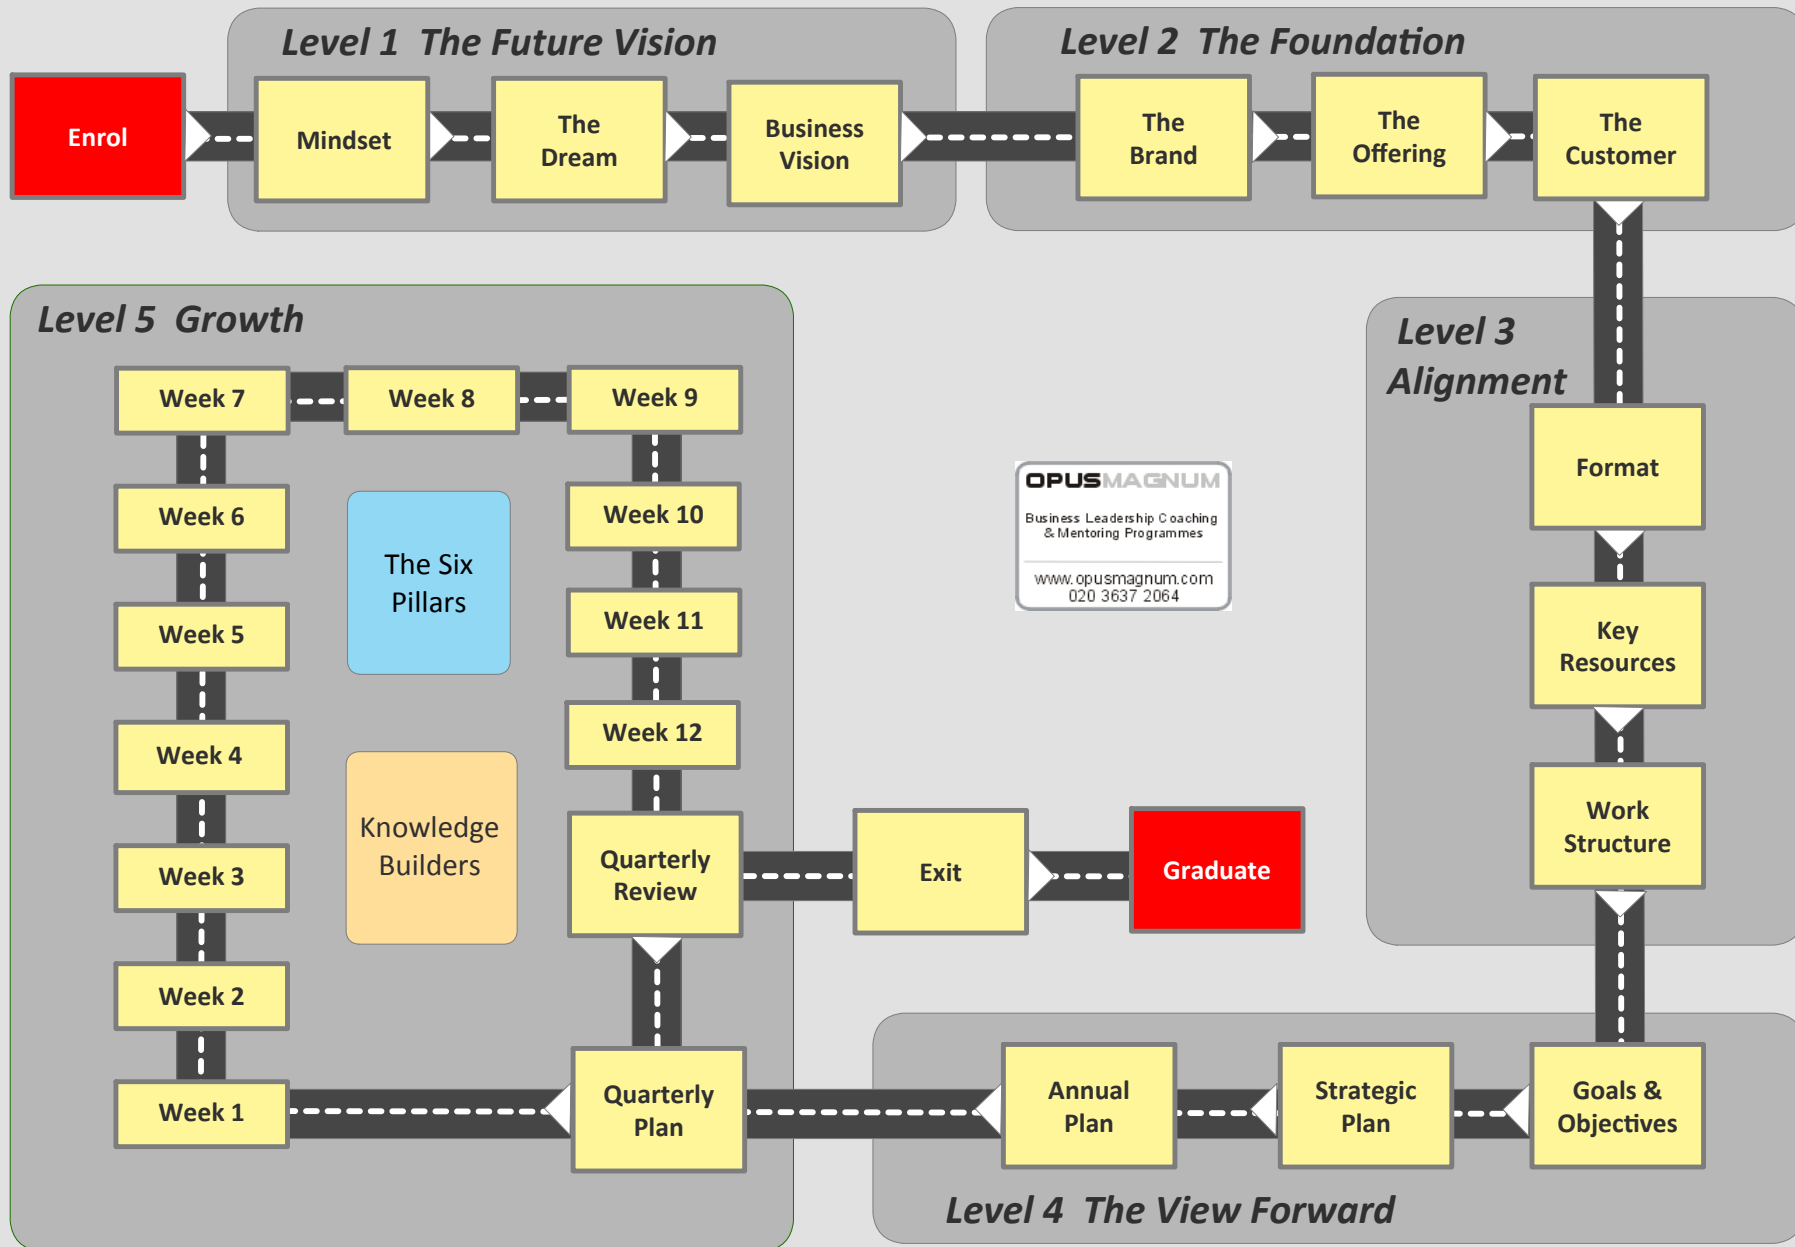 Level 1  The Future Vision
Level 2  The Foundation
Enrol
Mindset
The
Dream
Business
Vision
The
Brand
The
Offering
The
Customer
Level 3
Alignment
Format
Key
Resources
Work
Structure
Level 4  The View Forward
Goals &
Objectives
Strategic
Plan
Annual
Plan
Level 5  Growth
Quarterly
Plan
Week 1
Week 2
Week 3
Week 4
Week 5
Week 6
Week 7
Week 8
Week 9
Week 10
Week 11
Week 12
Quarterly
Review
The Six
Pillars
Knowledge
Builders
Exit
Graduate
OPUSMAGNUM
Business Leadership Coaching
& Mentoring Programmes
www.opusmagnum.com
020 3637 2064